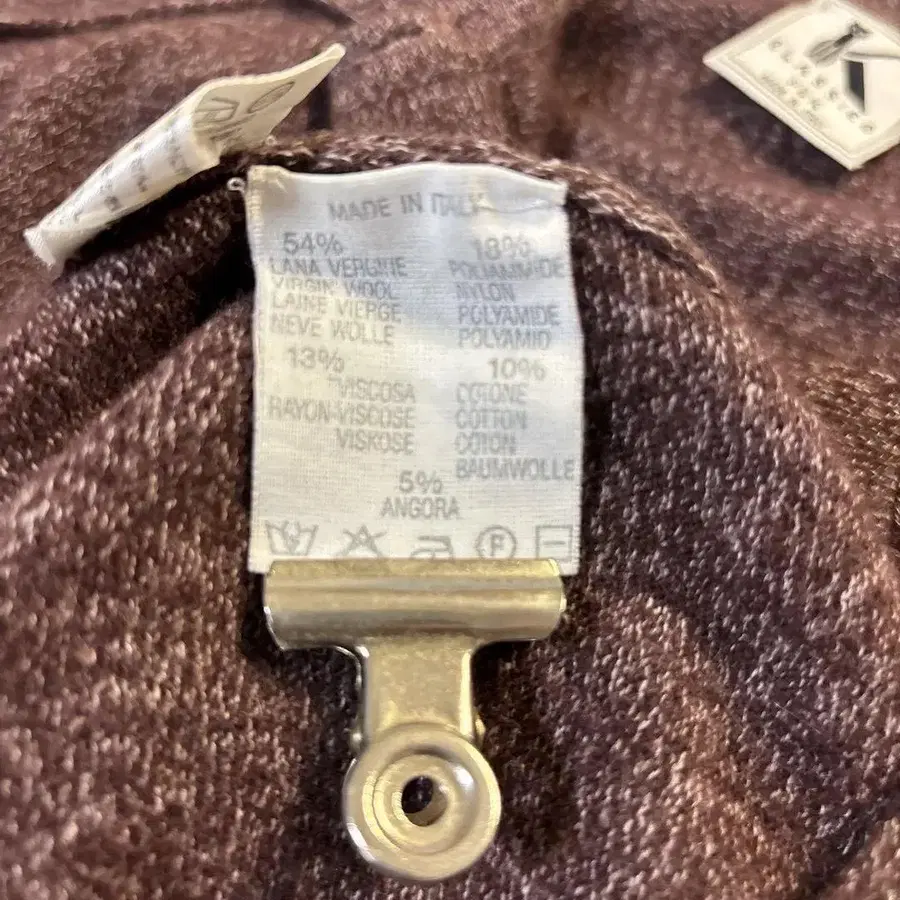 MADE IN ITALY
54%
LANA VERGINE
VIRGIN WOOL
LAINE VIERGE
NEVE WOLLE
18%
POLIAMMIDE
NYLON
POLYAMIDE
POLYAMID
13%
VISCOSA
RAYON-VISCOSE
VISKOSE
10%
COTONE
COTTON
COTON
BAUMWOLLE
5%
ANGORA
F